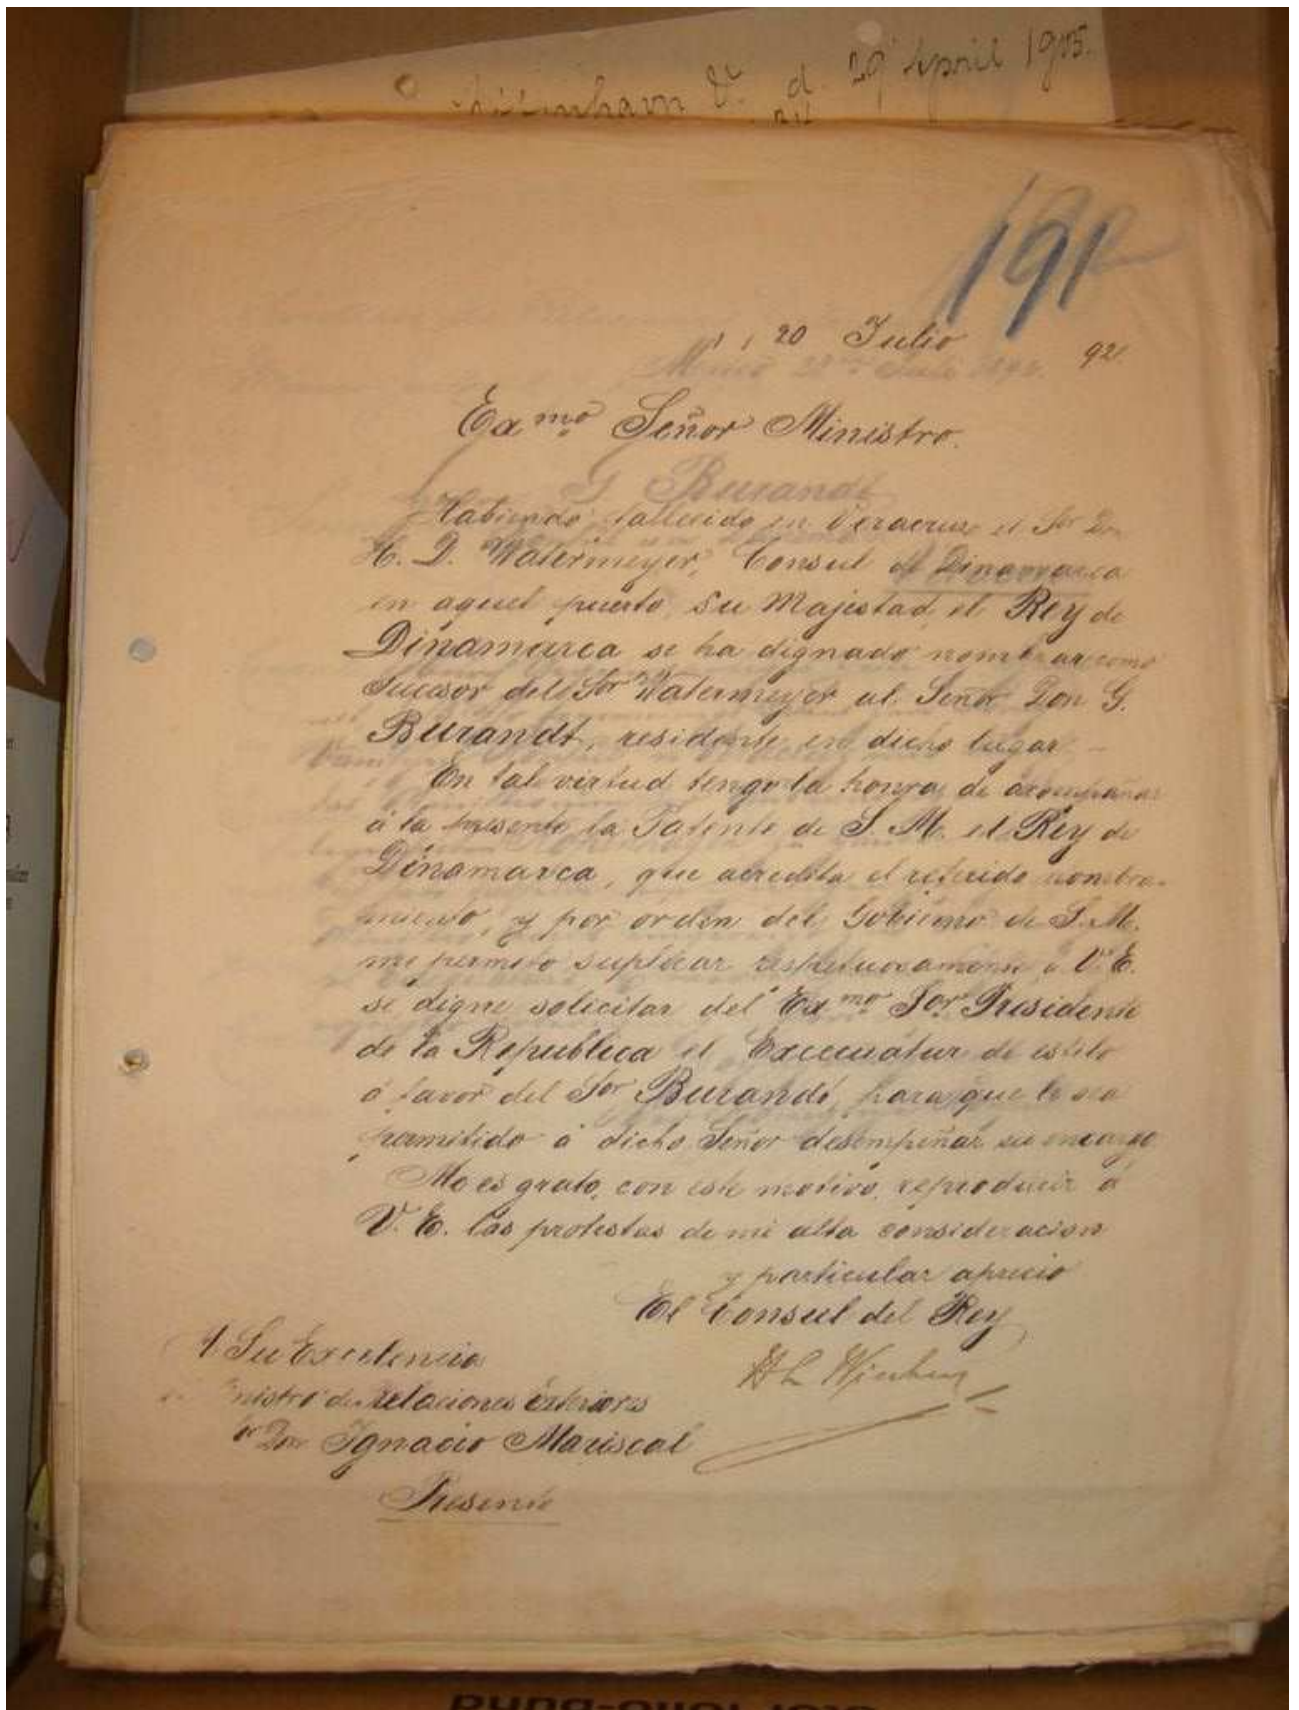 d. 29 April 1905.
191
20 Julio 92.
Exmo Señor Ministro.
G Burandt
Habiendo fallecido en Veracruz el Sor Don
H. D. Watermeyer, Consul de Dinamarca
en aquel puerto, Su Majestad el Rey de
Dinamarca se ha dignado nombrar como
sucesor del Sor Watermeyer al Señor Don G.
Burandt, residente en dicho lugar.
En tal virtud tengo la honra de acompañar
á la presente la Patente de S. M. el Rey de
Dinamarca, que acredita el referido nombra-
miento, y por orden del Gobierno de S. M.
me permito suplicar respetuosamente á V. E.
se digne solicitar del Exmo Sor Presidente
de la Republica el Exequatur de estilo
á favor del Sor Burandt, para que le sea
permitido á dicho Señor desempeñar su encargo
Me es grato, con este motivo, reproducir á
V. E. las protestas de mi alta consideracion
y particular aprecio
El Consul del Rey
A Su Excelencia
nistro de relaciones exteriores
or Don Ignacio Mariscal
Presente